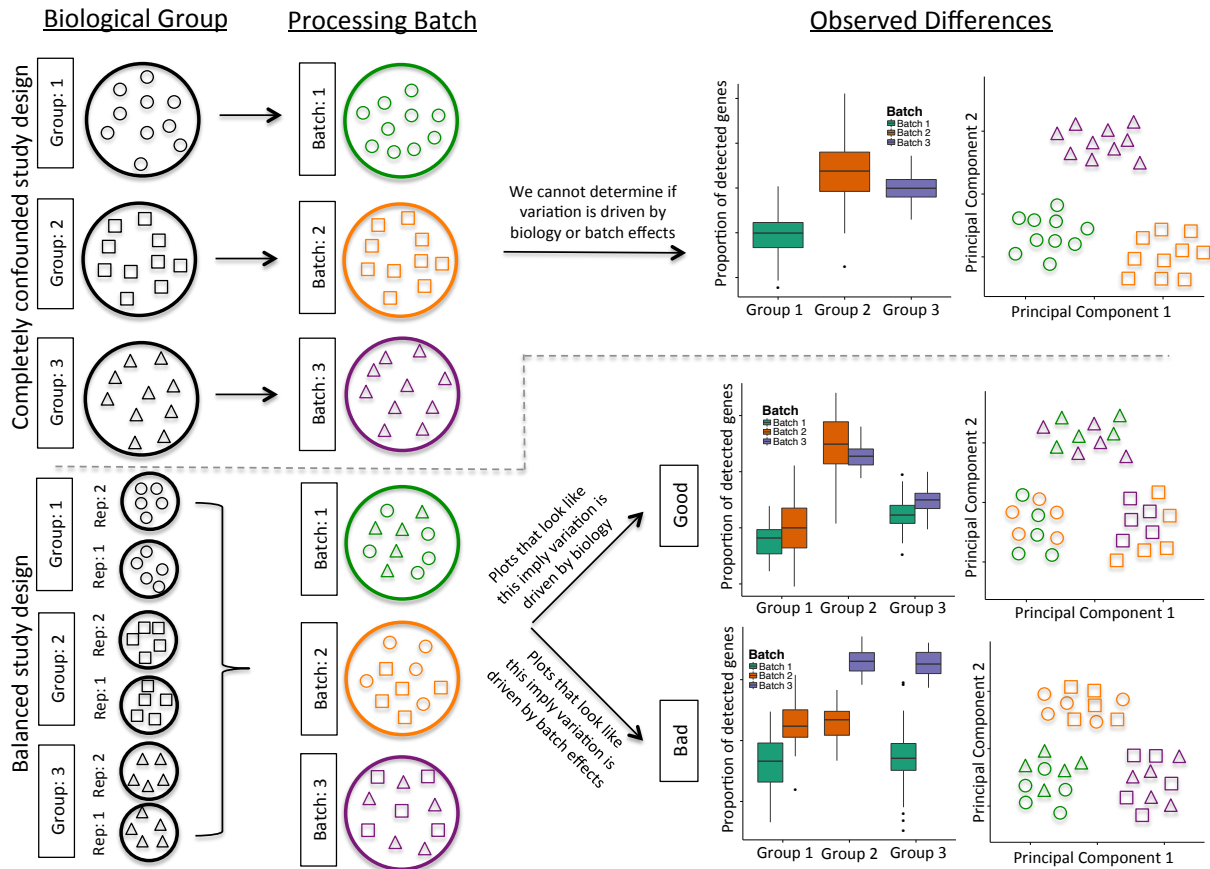 Biological Group
Processing Batch
Observed Differences
Completely confounded study design
Group: 1
Group: 2
Group: 3
Batch: 1
Batch: 2
Batch: 3
We cannot determine if
variation is driven by
biology or batch effects
Proportion of detected genes
Batch
Batch 1
Batch 2
Batch 3
Group 1
Group 2
Group 3
Principal Component 2
Principal Component 1
Balanced study design
Group: 1
Rep: 2
Rep: 1
Group: 2
Rep: 2
Rep: 1
Group: 3
Rep: 2
Rep: 1
Batch: 1
Batch: 2
Batch: 3
Plots that look like
this imply variation is
driven by biology
Good
Proportion of detected genes
Batch
Batch 1
Batch 2
Batch 3
Group 1
Group 2
Group 3
Principal Component 2
Principal Component 1
Plots that look like
this imply variation is
driven by batch effects
Bad
Proportion of detected genes
Batch
Batch 1
Batch 2
Batch 3
Group 1
Group 2
Group 3
Principal Component 2
Principal Component 1